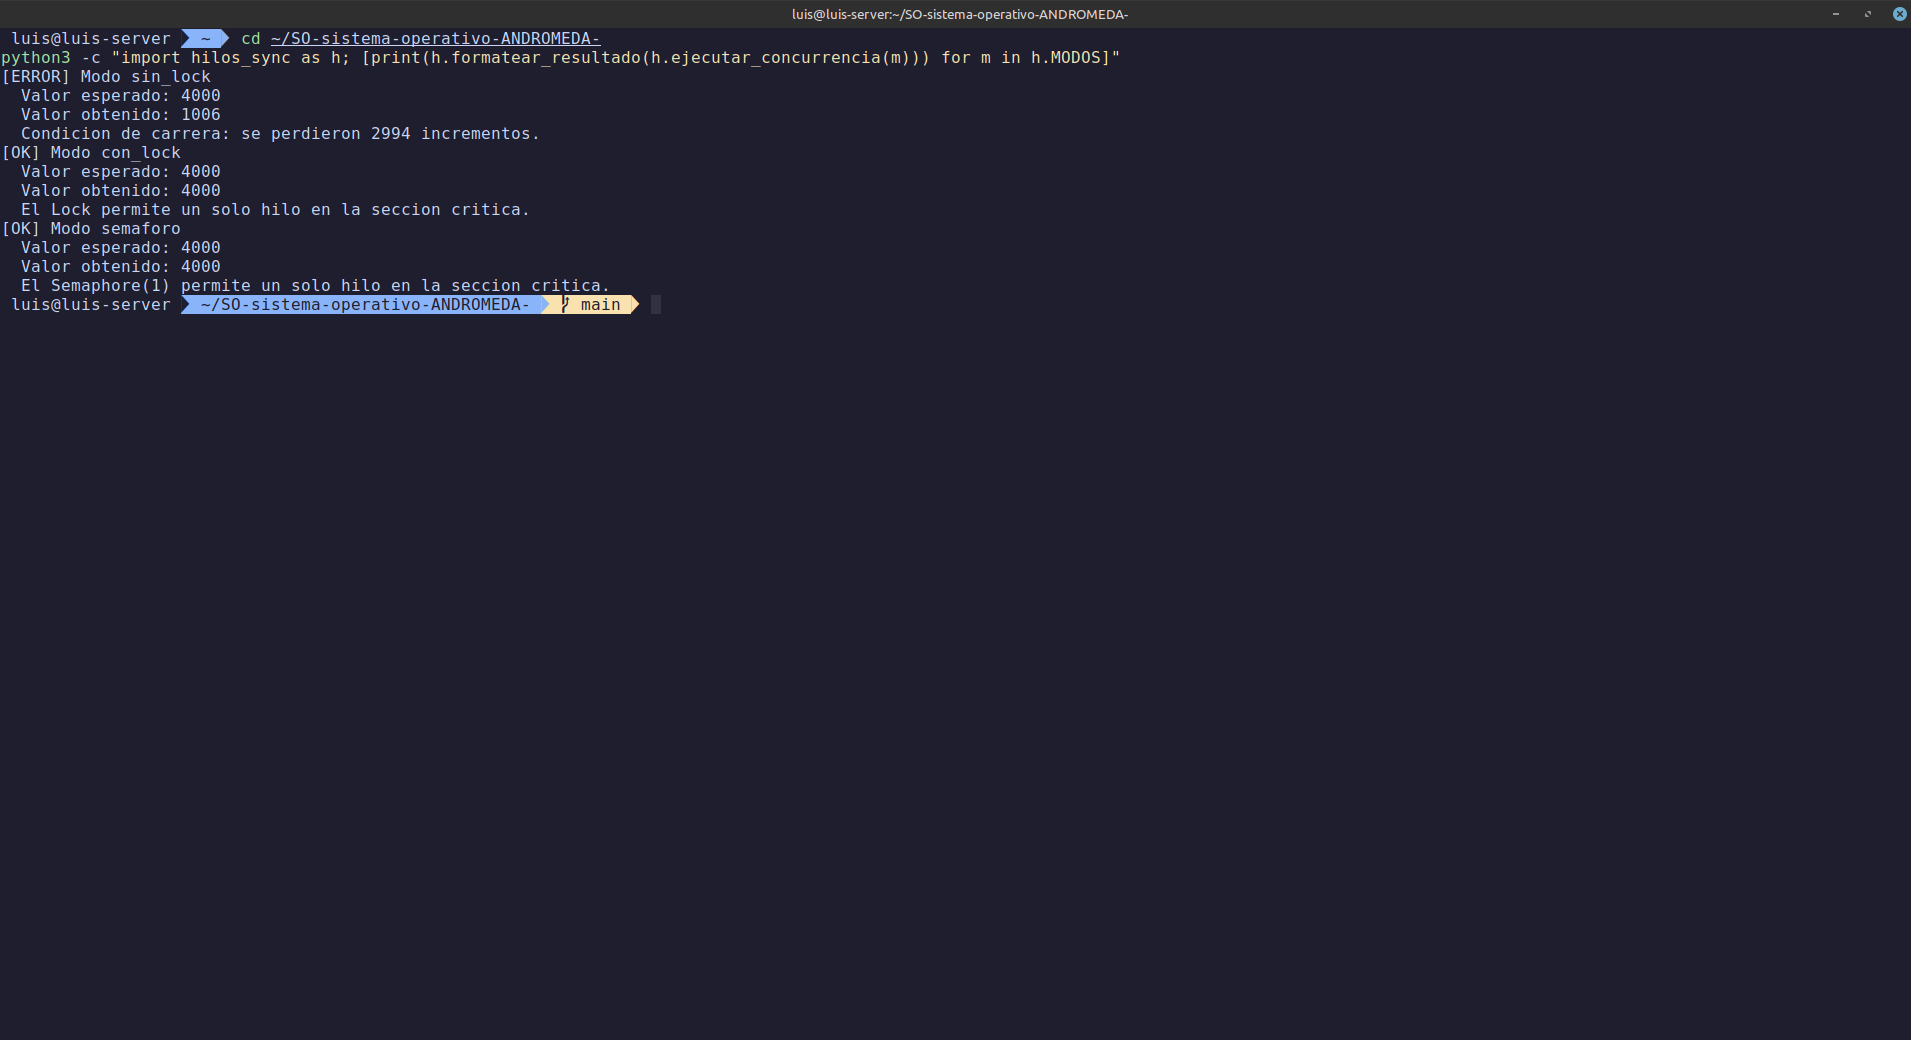 luis@luis-server:~/SO-sistema-operativo-ANDROMEDA-
luis@luis-server ~ cd ~/SO-sistema-operativo-ANDROMEDA-
python3 -c "import hilos_sync as h; [print(h.formatear_resultado(h.ejecutar_concurrencia(m))) for m in h.MODOS]"
[ERROR] Modo sin_lock
  Valor esperado: 4000
  Valor obtenido: 1006
  Condicion de carrera: se perdieron 2994 incrementos.
[OK] Modo con_lock
  Valor esperado: 4000
  Valor obtenido: 4000
  El Lock permite un solo hilo en la seccion critica.
[OK] Modo semaforo
  Valor esperado: 4000
  Valor obtenido: 4000
  El Semaphore(1) permite un solo hilo en la seccion critica.
luis@luis-server ~/SO-sistema-operativo-ANDROMEDA- main